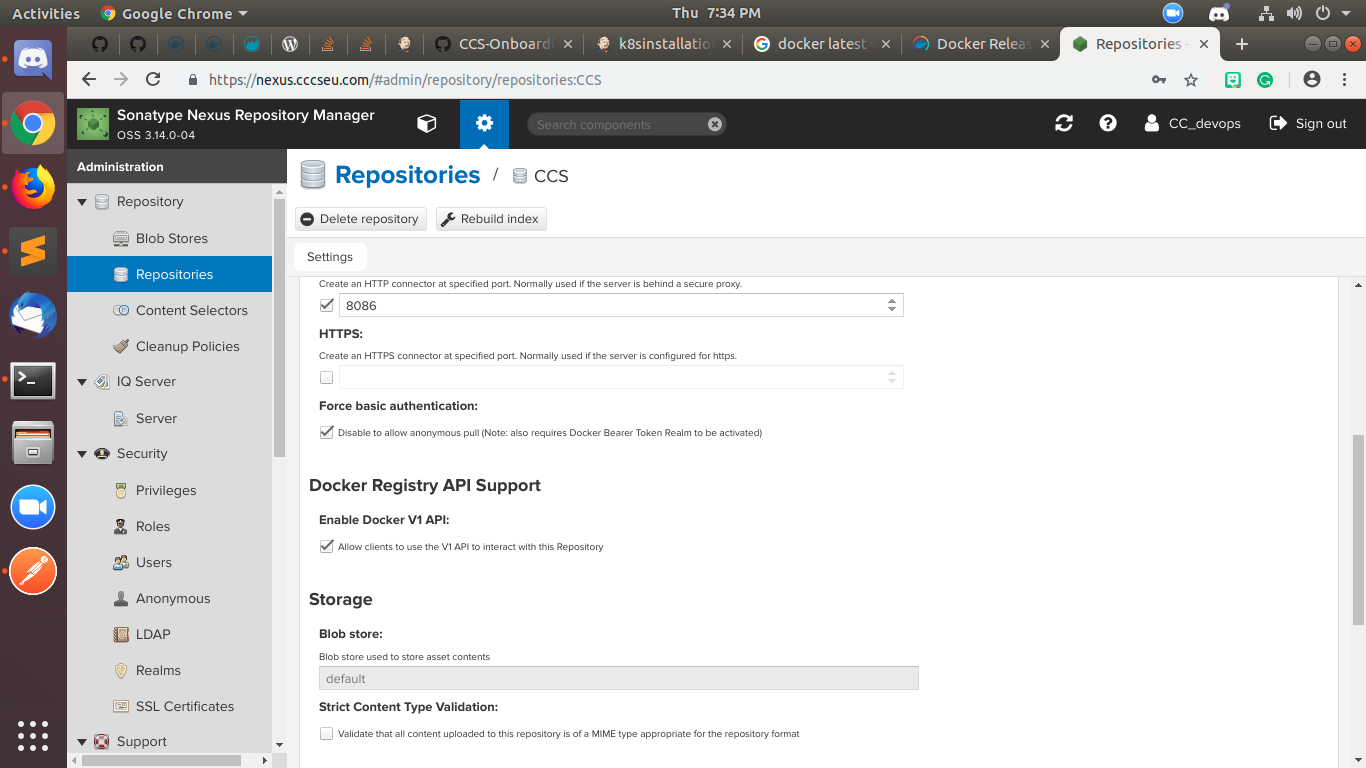 Activities
Google Chrome
Thu 7:34 PM
CCS-Onboardi
k8sinstallation
docker latest
Docker Relea
Repositories -
https://nexus.cccseu.com/#admin/repository/repositories:CCS
Sonatype Nexus Repository Manager
OSS 3.14.0-04
Search components
CC_devops
Sign out
Administration
Repository
Blob Stores
Repositories
Content Selectors
Cleanup Policies
IQ Server
Server
Security
Privileges
Roles
Users
Anonymous
LDAP
Realms
SSL Certificates
Support
Repositories / CCS
Delete repository
Rebuild index
Settings
Create an HTTP connector at specified port. Normally used if the server is behind a secure proxy.
8086
HTTPS:
Create an HTTPS connector at specified port. Normally used if the server is configured for https.
Force basic authentication:
Disable to allow anonymous pull (Note: also requires Docker Bearer Token Realm to be activated)
Docker Registry API Support
Enable Docker V1 API:
Allow clients to use the V1 API to interact with this Repository
Storage
Blob store:
Blob store used to store asset contents
default
Strict Content Type Validation:
Validate that all content uploaded to this repository is of a MIME type appropriate for the repository format